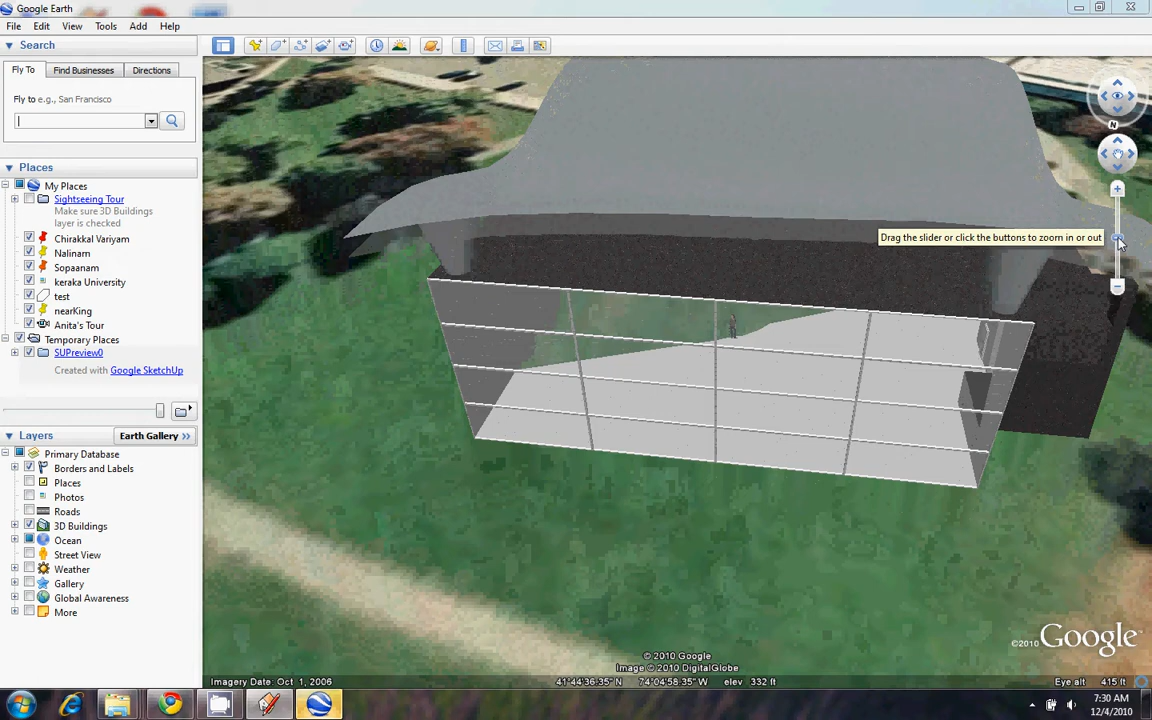 Google Earth
File Edit View Tools Add Help
Search
Fly To Find Businesses Directions
Fly to e.g., San Francisco
Places
My Places
Sightseeing Tour
Make sure 3D Buildings
layer is checked
Chirakkal Variyam
Nalinam
Sopaanam
keraka University
test
nearKing
Anita's Tour
Temporary Places
SUPreview0
Created with Google SketchUp
Layers Earth Gallery >>
Primary Database
Borders and Labels
Places
Photos
Roads
3D Buildings
Ocean
Street View
Weather
Gallery
Global Awareness
More
N
Drag the slider or click the buttons to zoom in or out
©2010 Google
© 2010 Google
Image © 2010 DigitalGlobe
Imagery Date: Oct 1, 2006 41°44'36.35" N 74°04'58.35" W elev 332 ft Eye alt 415 ft
7:30 AM
12/4/2010